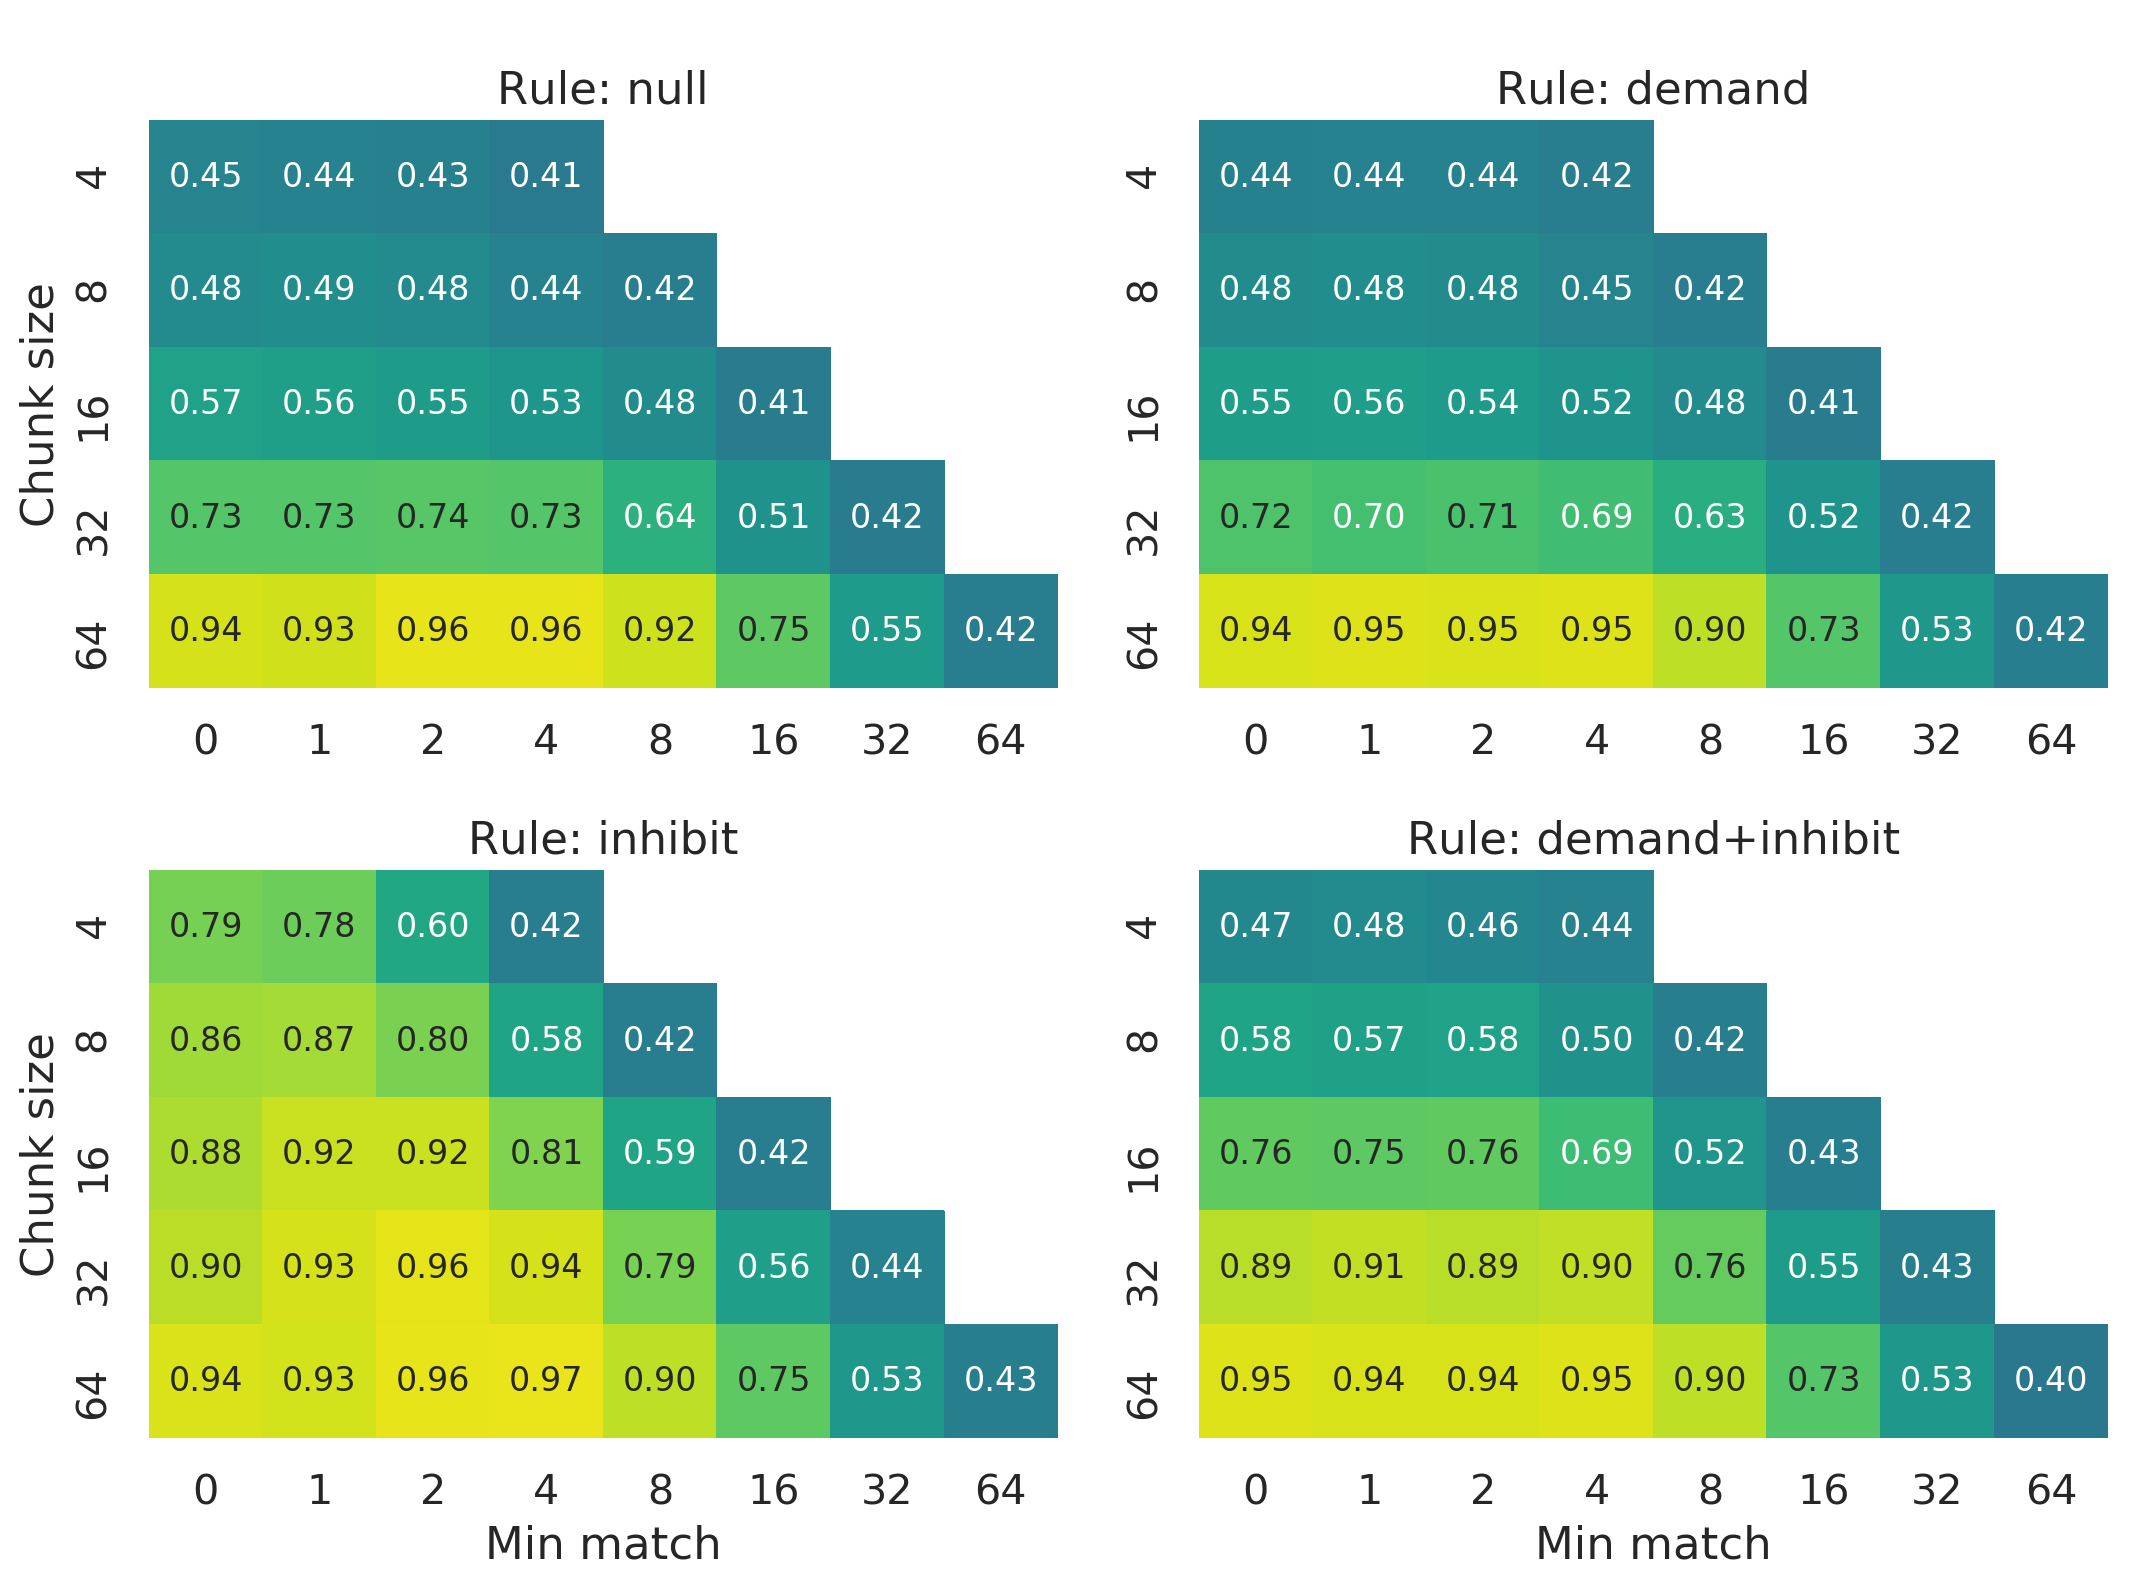 Rule: null
Chunk size
4 0.45 0.44 0.43 0.41
8 0.48 0.49 0.48 0.44 0.42
16 0.57 0.56 0.55 0.53 0.48 0.41
32 0.73 0.73 0.74 0.73 0.64 0.51 0.42
64 0.94 0.93 0.96 0.96 0.92 0.75 0.55 0.42
0 1 2 4 8 16 32 64
Rule: demand
4 0.44 0.44 0.44 0.42
8 0.48 0.48 0.48 0.45 0.42
16 0.55 0.56 0.54 0.52 0.48 0.41
32 0.72 0.70 0.71 0.69 0.63 0.52 0.42
64 0.94 0.95 0.95 0.95 0.90 0.73 0.53 0.42
0 1 2 4 8 16 32 64
Rule: inhibit
Chunk size
4 0.79 0.78 0.60 0.42
8 0.86 0.87 0.80 0.58 0.42
16 0.88 0.92 0.92 0.81 0.59 0.42
32 0.90 0.93 0.96 0.94 0.79 0.56 0.44
64 0.94 0.93 0.96 0.97 0.90 0.75 0.53 0.43
0 1 2 4 8 16 32 64
Min match
Rule: demand+inhibit
4 0.47 0.48 0.46 0.44
8 0.58 0.57 0.58 0.50 0.42
16 0.76 0.75 0.76 0.69 0.52 0.43
32 0.89 0.91 0.89 0.90 0.76 0.55 0.43
64 0.95 0.94 0.94 0.95 0.90 0.73 0.53 0.40
0 1 2 4 8 16 32 64
Min match